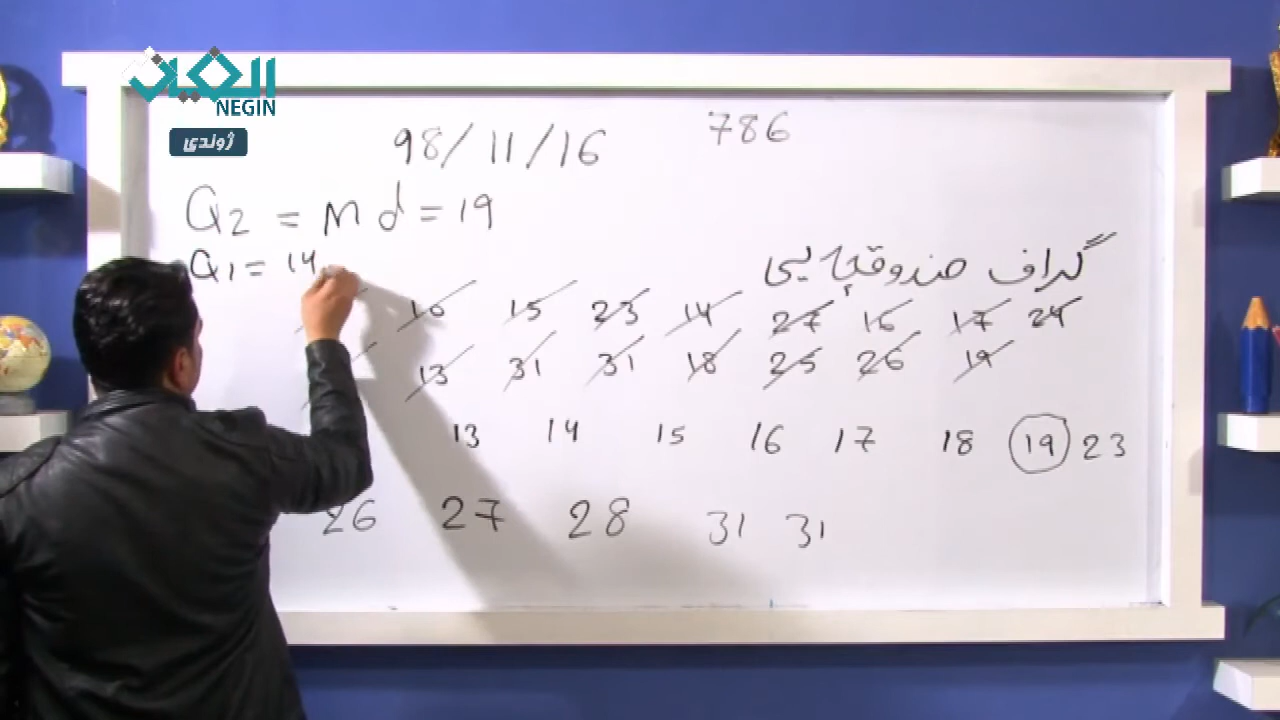 NEGIN
ژوندی
98/11/16
786
Q2 = md = 19
Q1 = 14
گراف صندوقچه‌یی
10 15 23 14 27 16 17 24
13 31 31 18 25 26 19
13 14 15 16 17 18 19 23
26 27 28 31 31